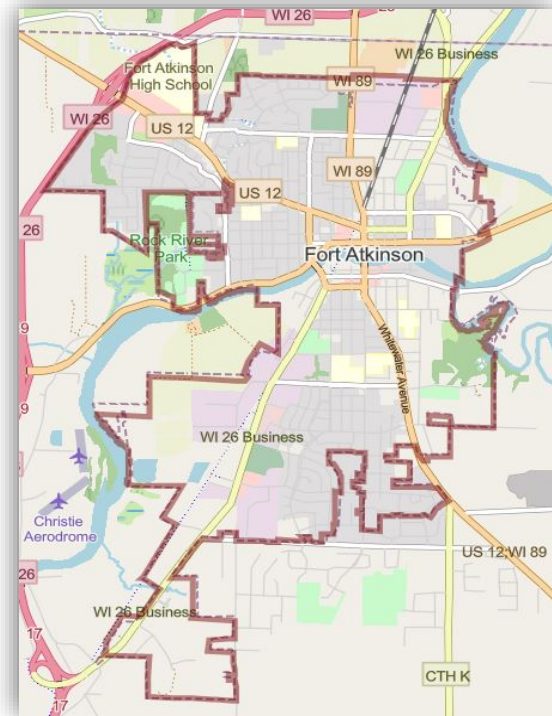 WI 26
WI 26 Business
Fort Atkinson
High School
WI 89
WI 26
US 12
WI 89
US 12
26
Rock River
Park
Fort Atkinson
9
Whitewater Avenue
9
WI 26 Business
Christie
Aerodrome
US 12;WI 89
26
WI 26 Business
17
CTH K
17